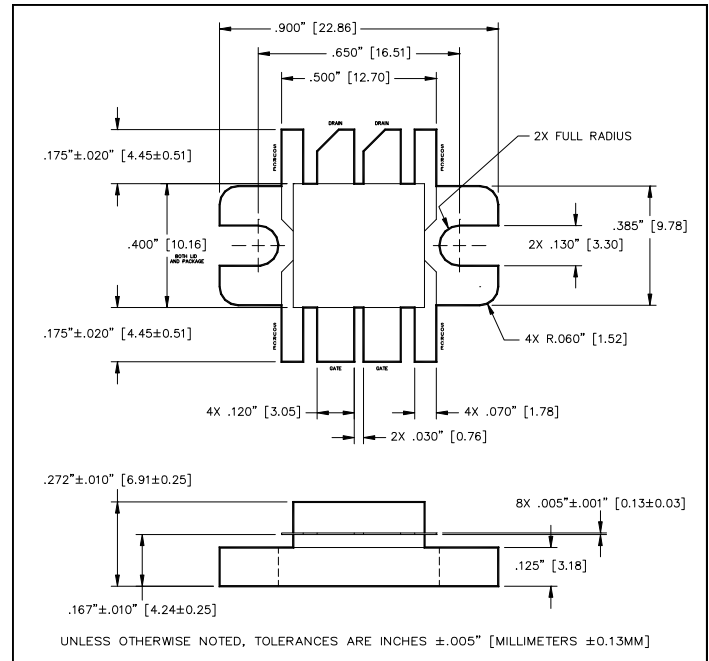 .900” [22.86]
.650” [16.51]
.500” [12.70]
DRAIN DRAIN
2X FULL RADIUS
.175”±.020” [4.45±0.51]
SOURCE
SOURCE
.385” [9.78]
.400” [10.16]
BOTH LID
AND PACKAGE
2X .130” [3.30]
.175”±.020” [4.45±0.51]
SOURCE
SOURCE
4X R.060” [1.52]
GATE GATE
4X .120” [3.05]
4X .070” [1.78]
2X .030” [0.76]
.272”±.010” [6.91±0.25]
8X .005”±.001” [0.13±0.03]
.125” [3.18]
.167”±.010” [4.24±0.25]
UNLESS OTHERWISE NOTED, TOLERANCES ARE INCHES ±.005” [MILLIMETERS ±0.13MM]